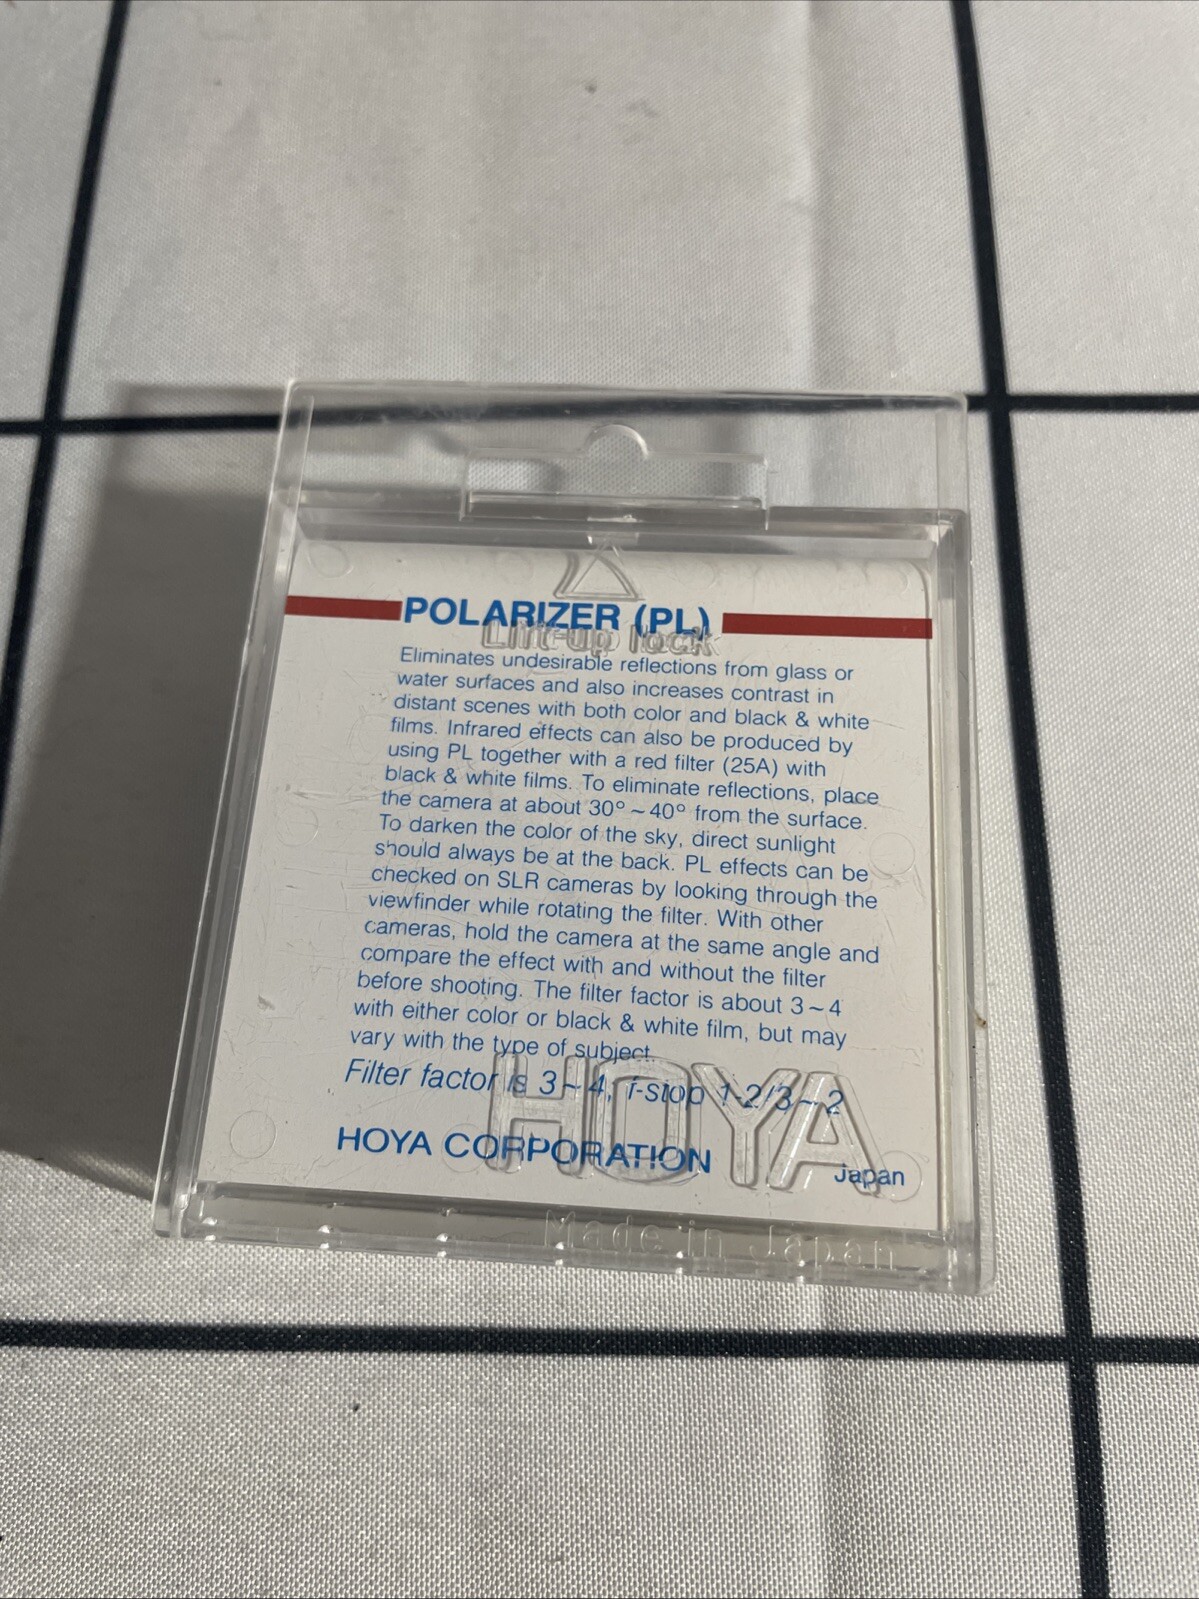 POLARIZER (PL)
Lift-up lock
Eliminates undesirable reflections from glass or
water surfaces and also increases contrast in
distant scenes with both color and black & white
films. Infrared effects can also be produced by
using PL together with a red filter (25A) with
black & white films. To eliminate reflections, place
the camera at about 30° ~ 40° from the surface.
To darken the color of the sky, direct sunlight
should always be at the back. PL effects can be
checked on SLR cameras by looking through the
viewfinder while rotating the filter. With other
cameras, hold the camera at the same angle and
compare the effect with and without the filter
before shooting. The filter factor is about 3 ~ 4
with either color or black & white film, but may
vary with the type of subject.
Filter factor is 3 ~ 4, f-stop 1-2/3 ~ 2
HOYA
HOYA CORPORATION
Japan
Made in Japan